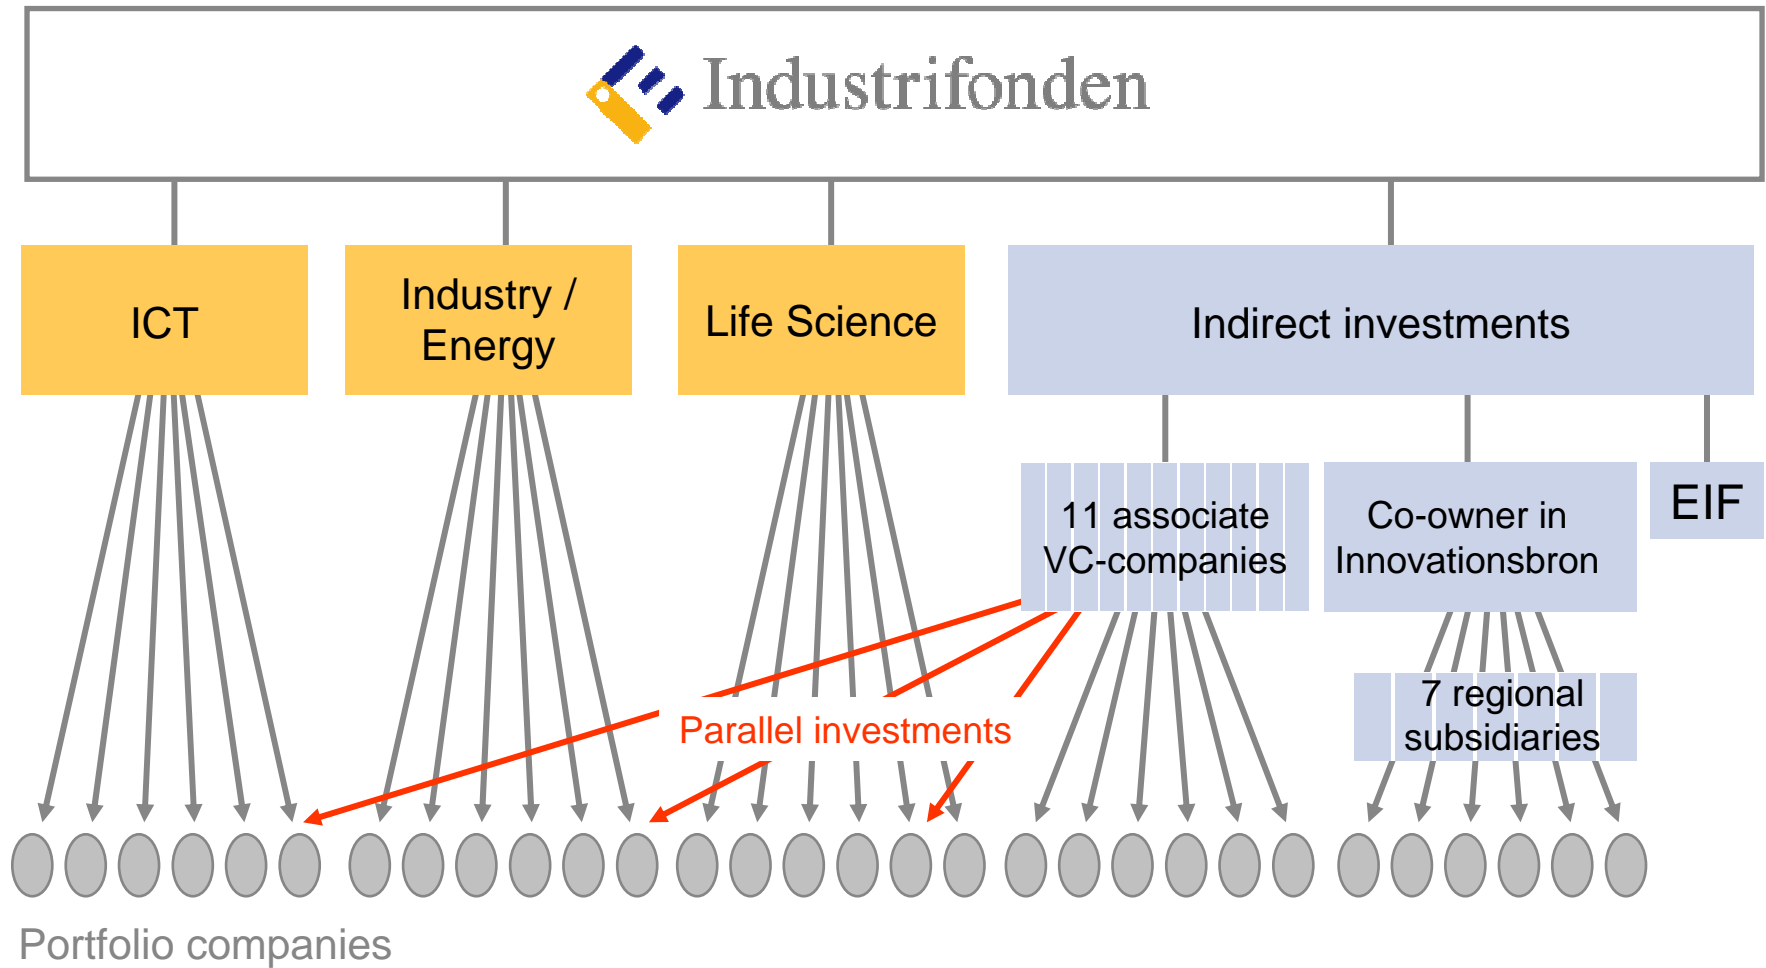 Industrifonden
ICT
Industry /
Energy
Life Science
Indirect investments
11 associate
VC-companies
Co-owner in
Innovationsbron
EIF
7 regional
subsidiaries
Parallel investments
Portfolio companies